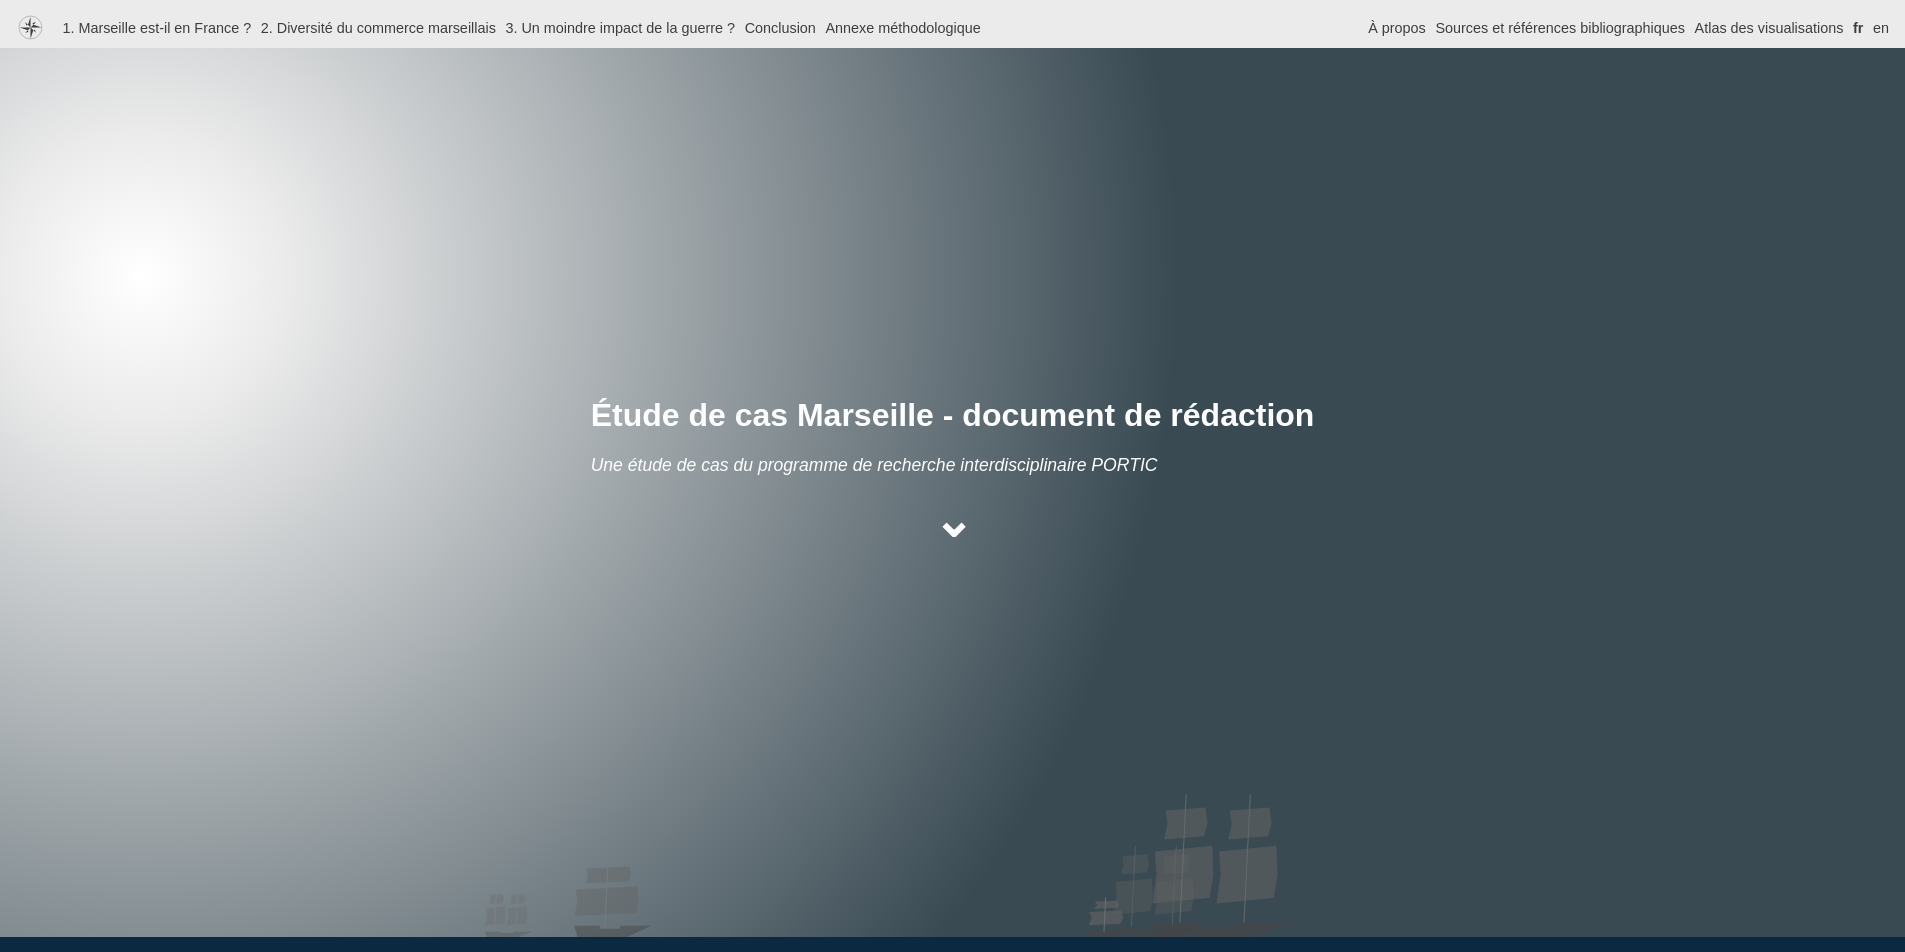 1. Marseille est-il en France ? 2. Diversité du commerce marseillais 3. Un moindre impact de la guerre ? Conclusion Annexe méthodologique À propos Sources et références bibliographiques Atlas des visualisations fr en
Étude de cas Marseille - document de rédaction
Une étude de cas du programme de recherche interdisciplinaire PORTIC